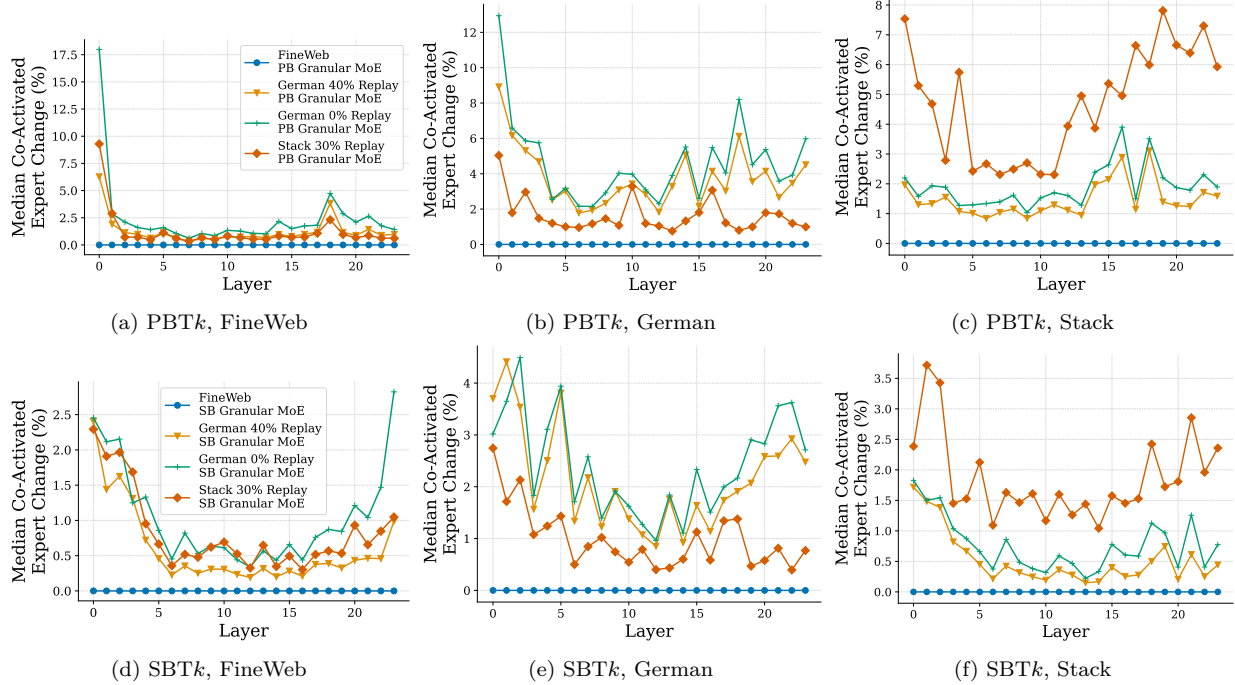 Median Co-Activated
Expert Change (%)
17.5
15.0
12.5
10.0
7.5
5.0
2.5
0.0
0
5
10
15
20
Layer
FineWeb
PB Granular MoE
German 40% Replay
PB Granular MoE
German 0% Replay
PB Granular MoE
Stack 30% Replay
PB Granular MoE
(a) PBTk, FineWeb
Median Co-Activated
Expert Change (%)
12
10
8
6
4
2
0
0
5
10
15
20
Layer
(b) PBTk, German
Median Co-Activated
Expert Change (%)
8
7
6
5
4
3
2
1
0
0
5
10
15
20
Layer
(c) PBTk, Stack
Median Co-Activated
Expert Change (%)
2.5
2.0
1.5
1.0
0.5
0.0
0
5
10
15
20
Layer
FineWeb
SB Granular MoE
German 40% Replay
SB Granular MoE
German 0% Replay
SB Granular MoE
Stack 30% Replay
SB Granular MoE
(d) SBTk, FineWeb
Median Co-Activated
Expert Change (%)
4
3
2
1
0
0
5
10
15
20
Layer
(e) SBTk, German
Median Co-Activated
Expert Change (%)
3.5
3.0
2.5
2.0
1.5
1.0
0.5
0.0
0
5
10
15
20
Layer
(f) SBTk, Stack